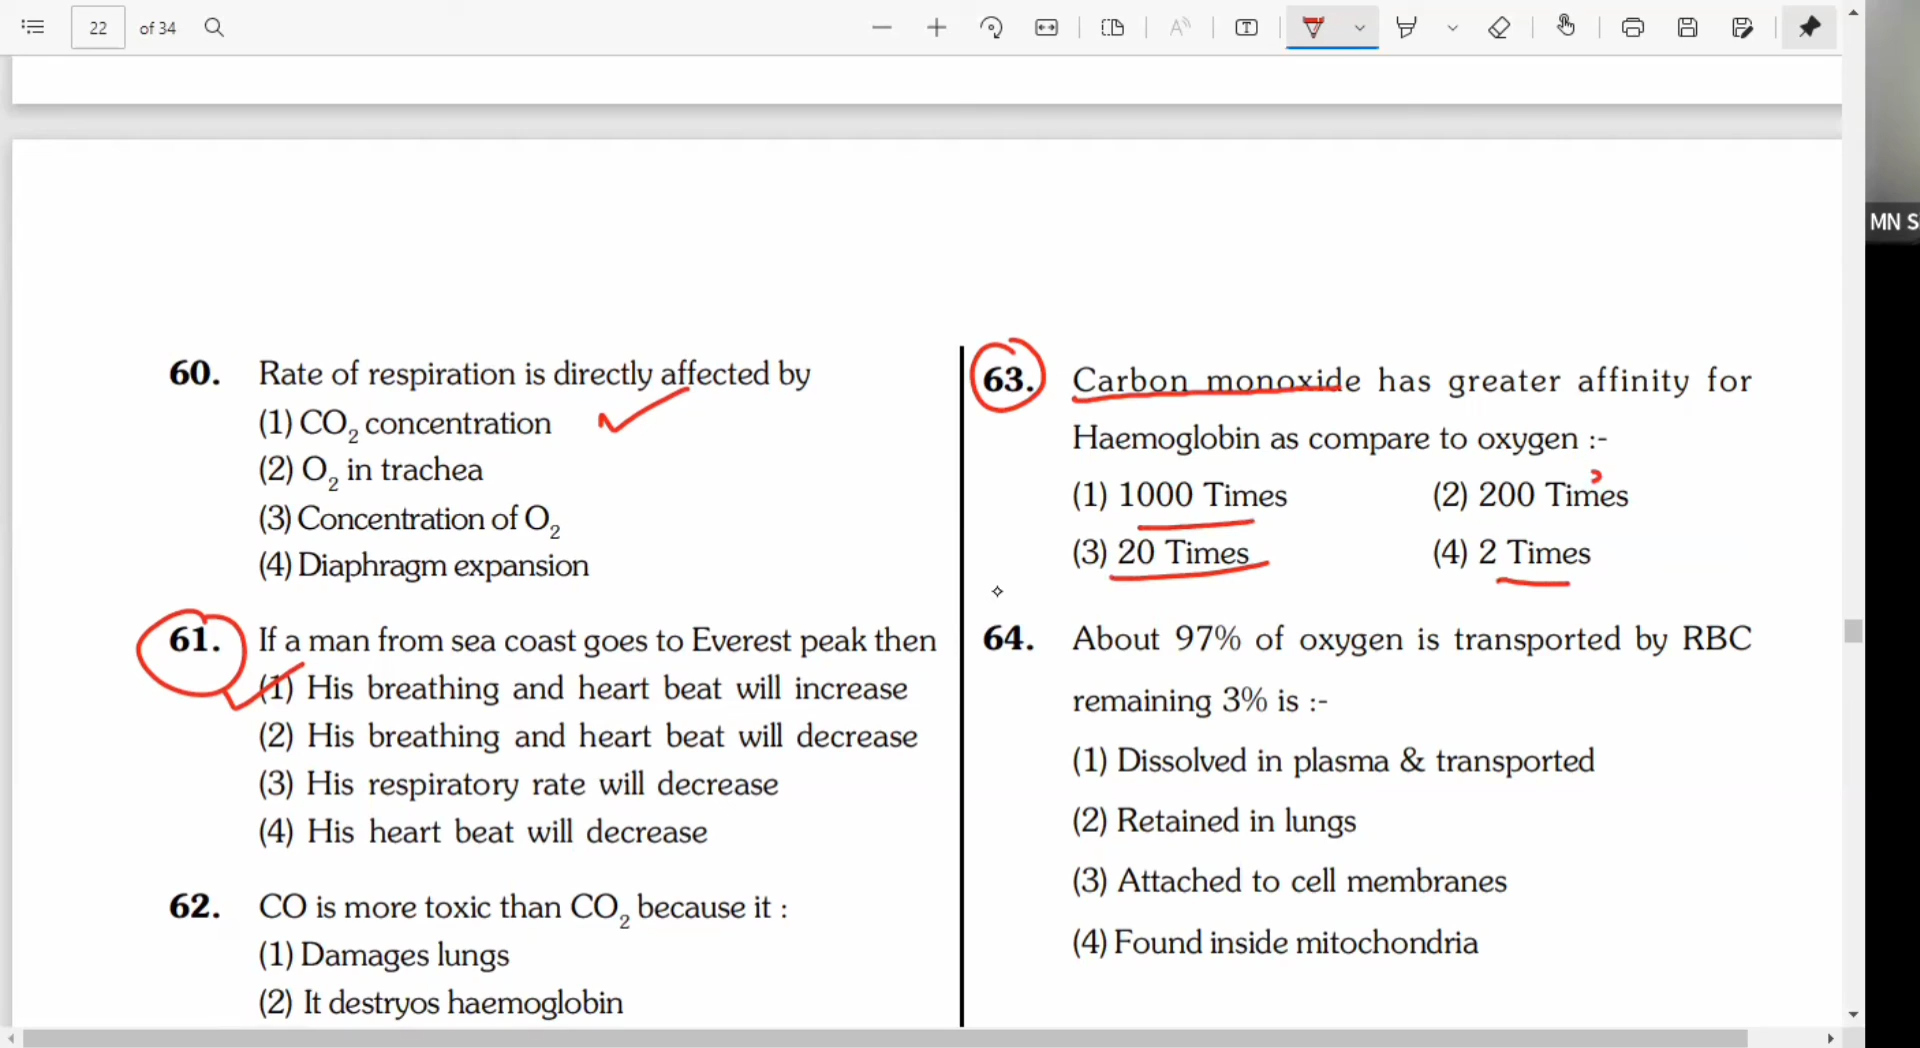 22 of 34
MN S
60. Rate of respiration is directly affected by
(1) CO₂ concentration
(2) O₂ in trachea
(3) Concentration of O₂
(4) Diaphragm expansion
61. If a man from sea coast goes to Everest peak then
(1) His breathing and heart beat will increase
(2) His breathing and heart beat will decrease
(3) His respiratory rate will decrease
(4) His heart beat will decrease
62. CO is more toxic than CO₂ because it :
(1) Damages lungs
(2) It destryos haemoglobin
63. Carbon monoxide has greater affinity for
Haemoglobin as compare to oxygen :-
(1) 1000 Times (2) 200 Times
(3) 20 Times (4) 2 Times
64. About 97% of oxygen is transported by RBC
remaining 3% is :-
(1) Dissolved in plasma & transported
(2) Retained in lungs
(3) Attached to cell membranes
(4) Found inside mitochondria